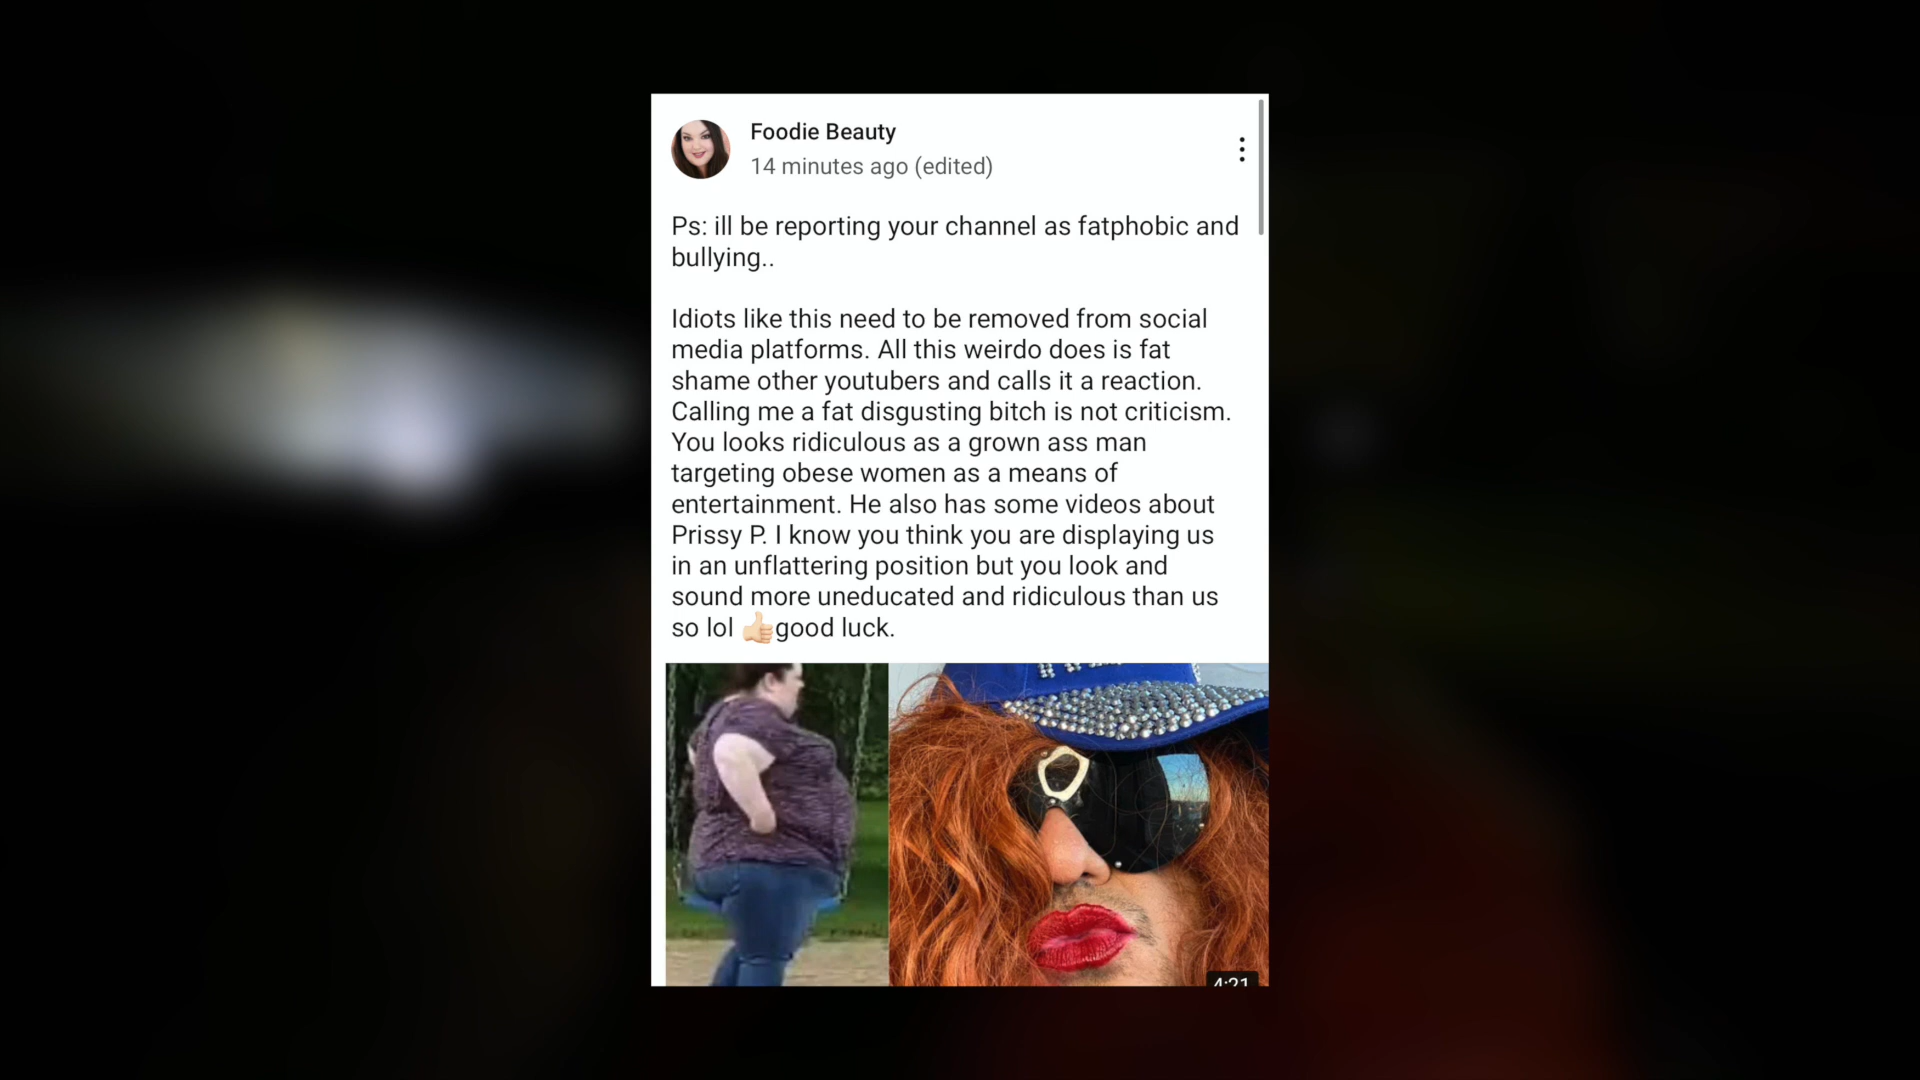 Foodie Beauty
14 minutes ago (edited)
Ps: ill be reporting your channel as fatphobic and
bullying..
Idiots like this need to be removed from social
media platforms. All this weirdo does is fat
shame other youtubers and calls it a reaction.
Calling me a fat disgusting bitch is not criticism.
You looks ridiculous as a grown ass man
targeting obese women as a means of
entertainment. He also has some videos about
Prissy P. I know you think you are displaying us
in an unflattering position but you look and
sound more uneducated and ridiculous than us
so lol 👍🏻good luck.
4:21